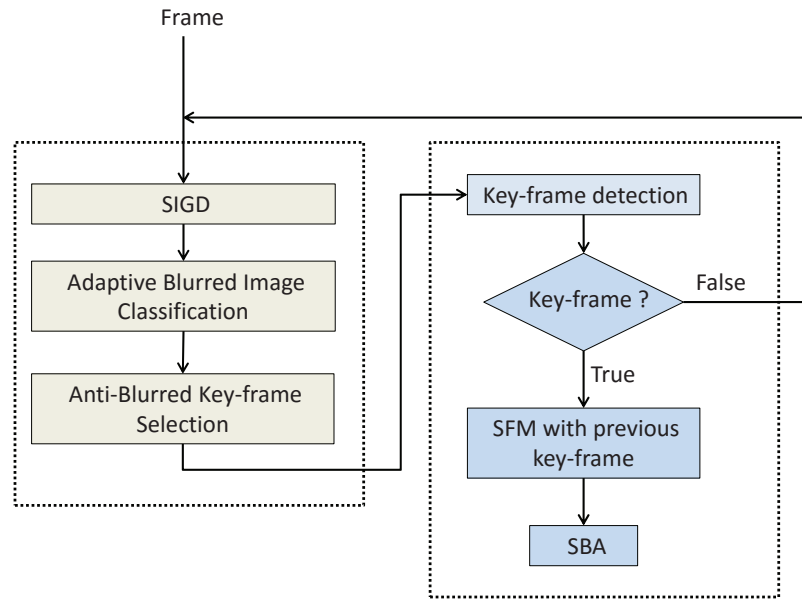 Frame
SIGD
Adaptive Blurred Image
Classification
Anti-Blurred Key-frame
Selection
Key-frame detection
Key-frame ?
False
True
SFM with previous
key-frame
SBA